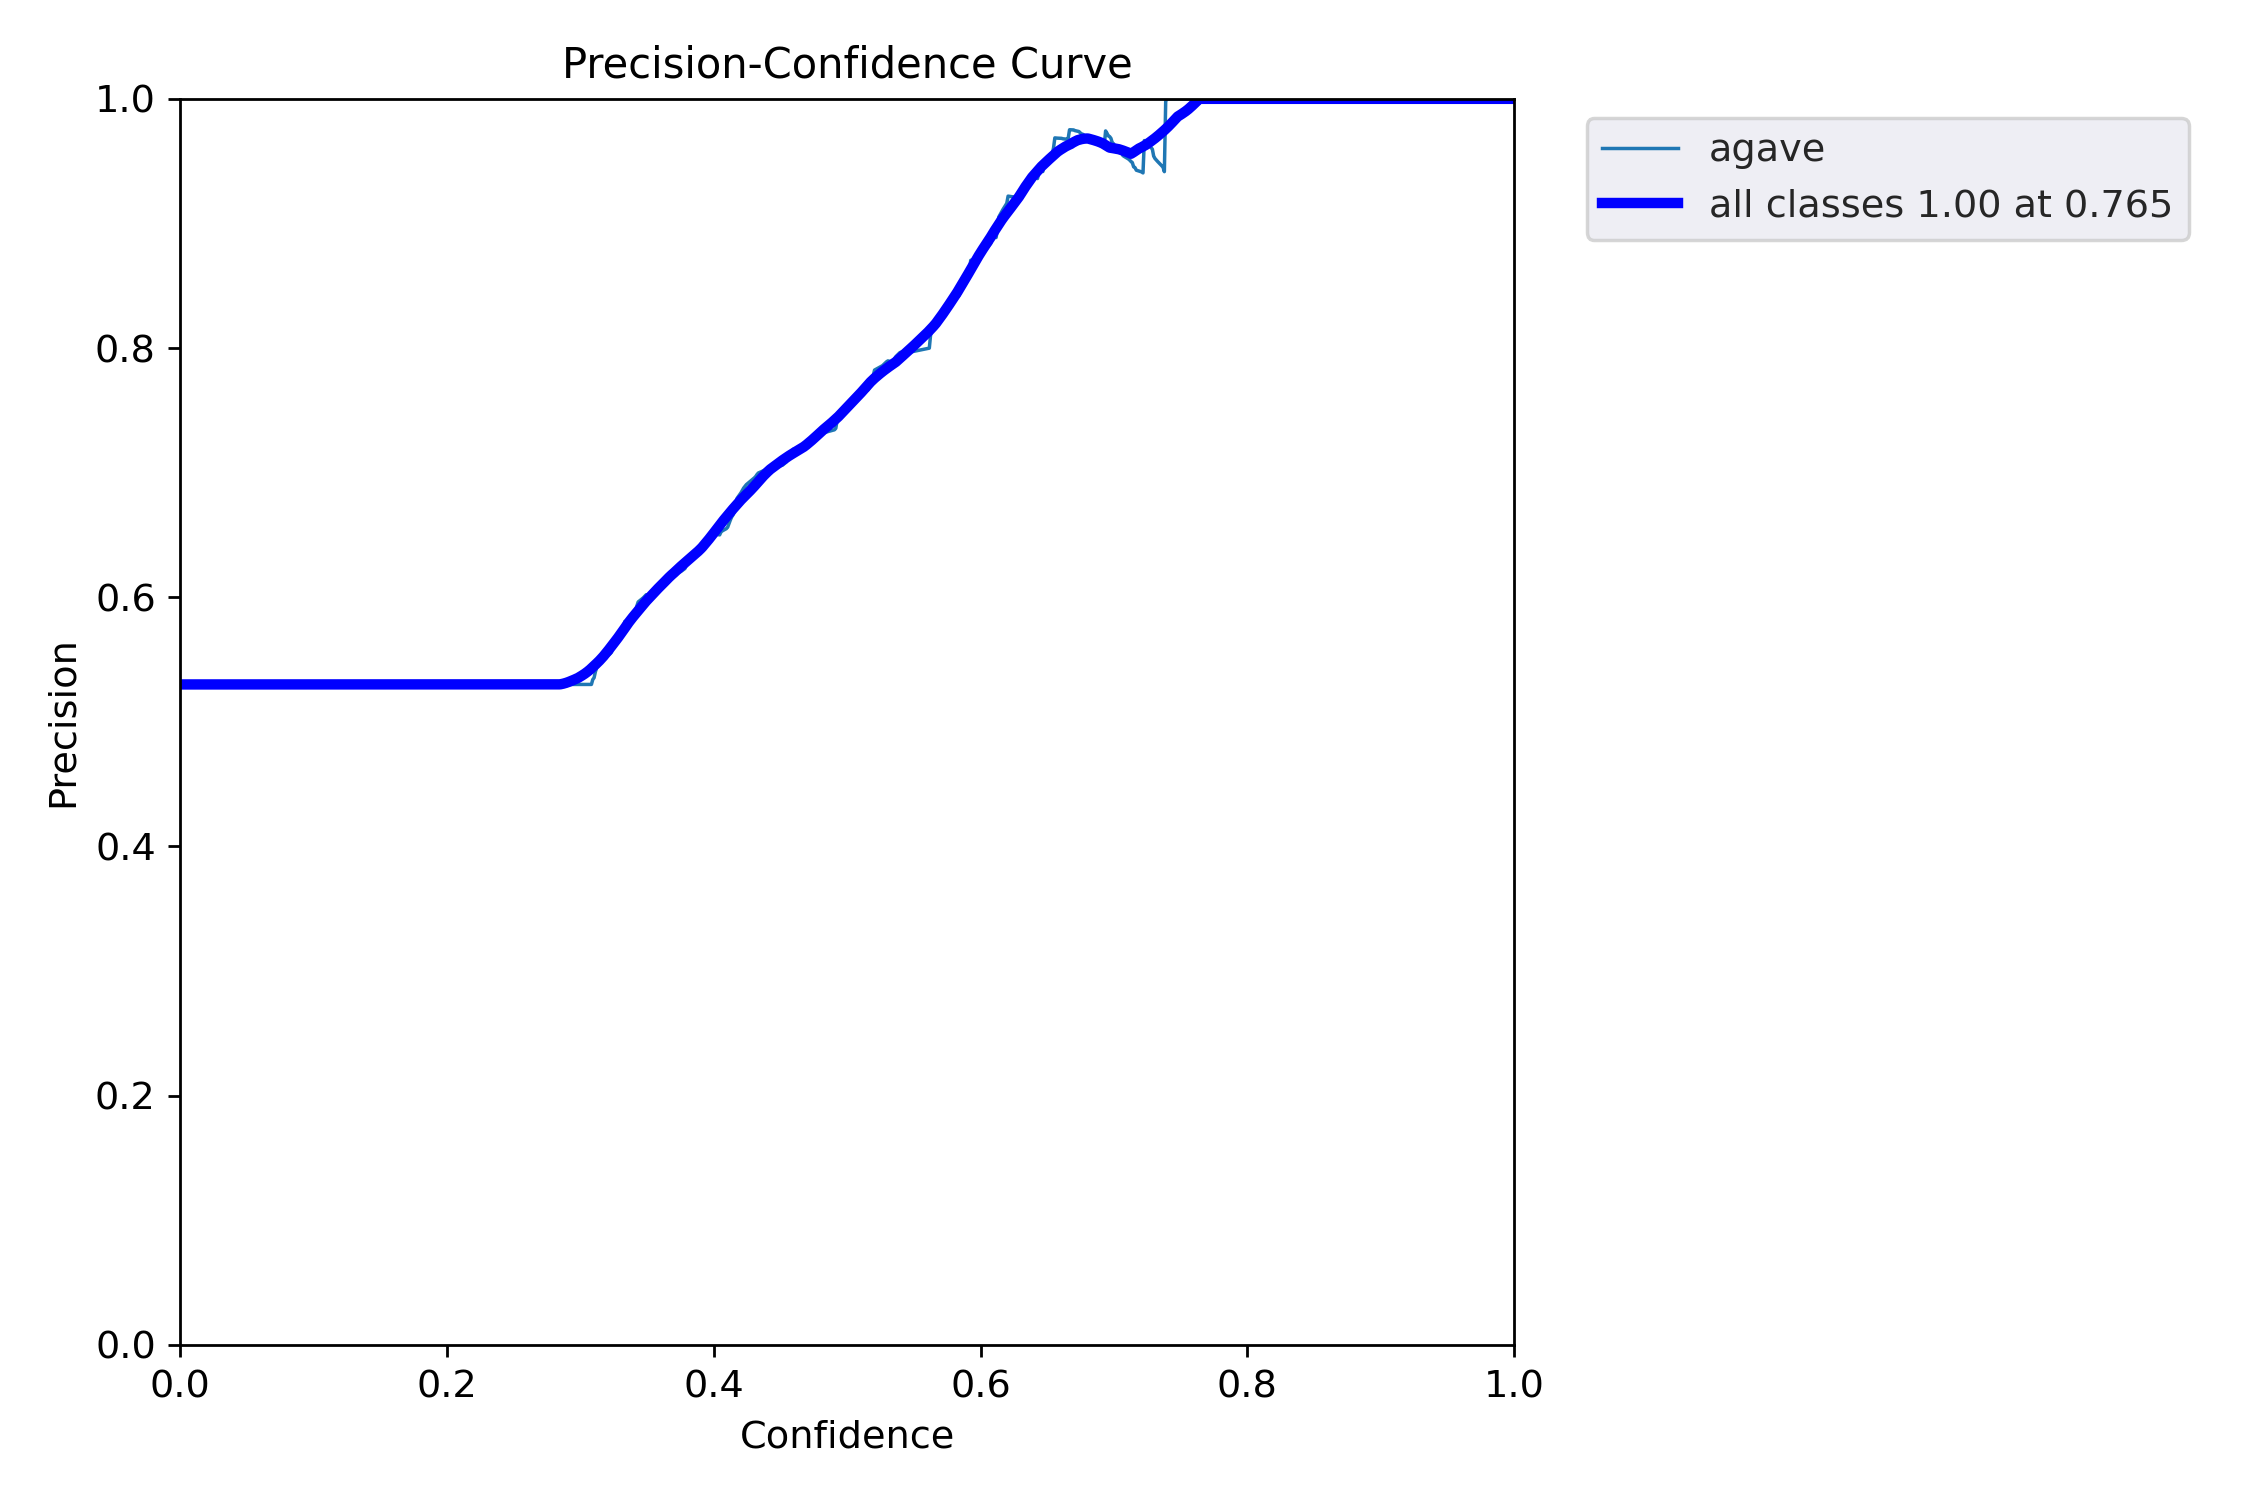 Precision-Confidence Curve
1.0
0.8
0.6
0.4
0.2
0.0
Precision
0.0 0.2 0.4 0.6 0.8 1.0
Confidence
agave
all classes 1.00 at 0.765